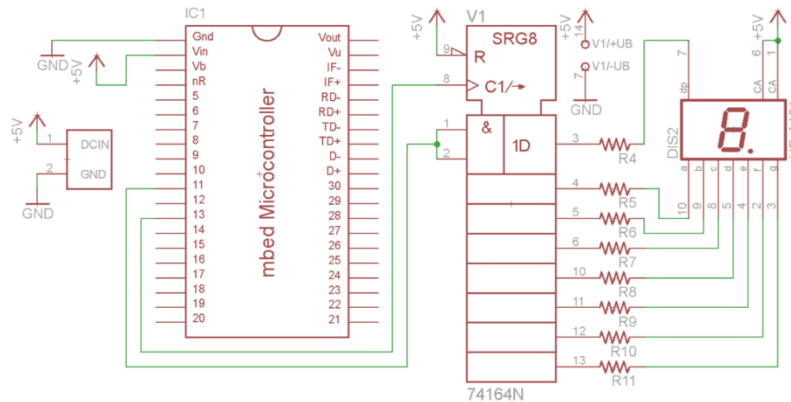 IC1
Gnd
Vin
Vb
nR
5
6
7
8
9
10
11
12
13
14
15
16
17
18
19
20
mbed Microcontroller
Vout
Vu
IF-
IF+
RD-
RD+
TD-
TD+
D-
D+
30
29
28
27
26
25
24
23
22
21
GND
+5V
+5V
1
DCIN
2
GND
GND
V1
SRG8
+5V
9
R
8
C1/→
1
&
2
1D
3
4
5
6
10
11
12
13
74164N
+5V
14
V1/+UB
V1/-UB
7
GND
R4
R5
R6
R7
R8
R9
R10
R11
+5V
7
6
1
dp
CA
CA
DIS2
8.
a
b
c
d
e
f
g
10
9
8
5
4
2
3